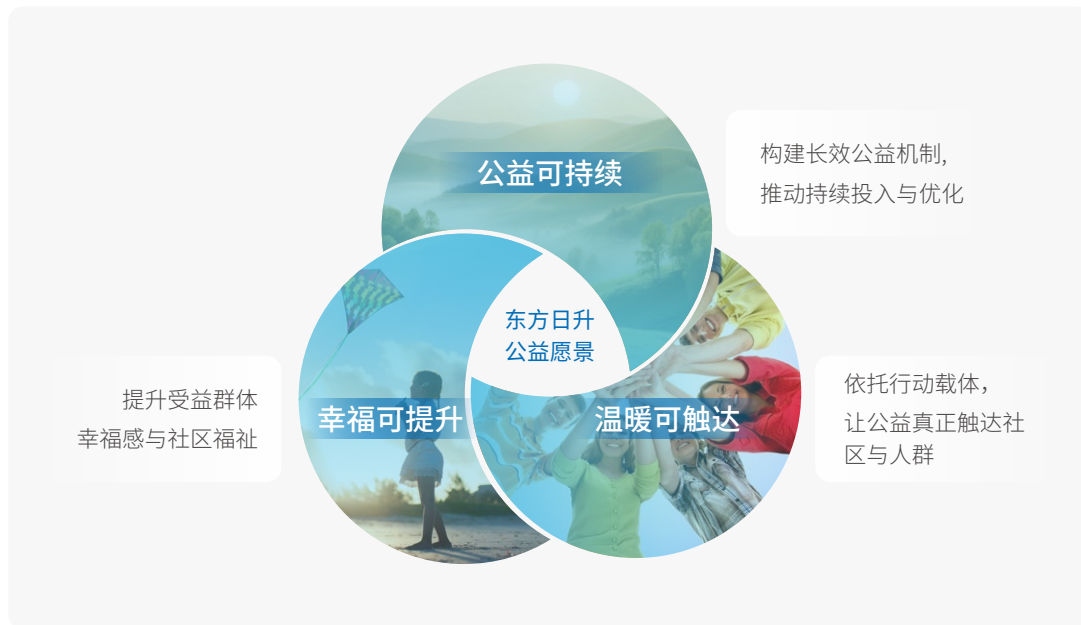 公益可持续
构建长效公益机制,
推动持续投入与优化
东方日升
公益愿景
提升受益群体
幸福感与社区福祉
幸福可提升
温暖可触达
依托行动载体，
让公益真正触达社
区与人群